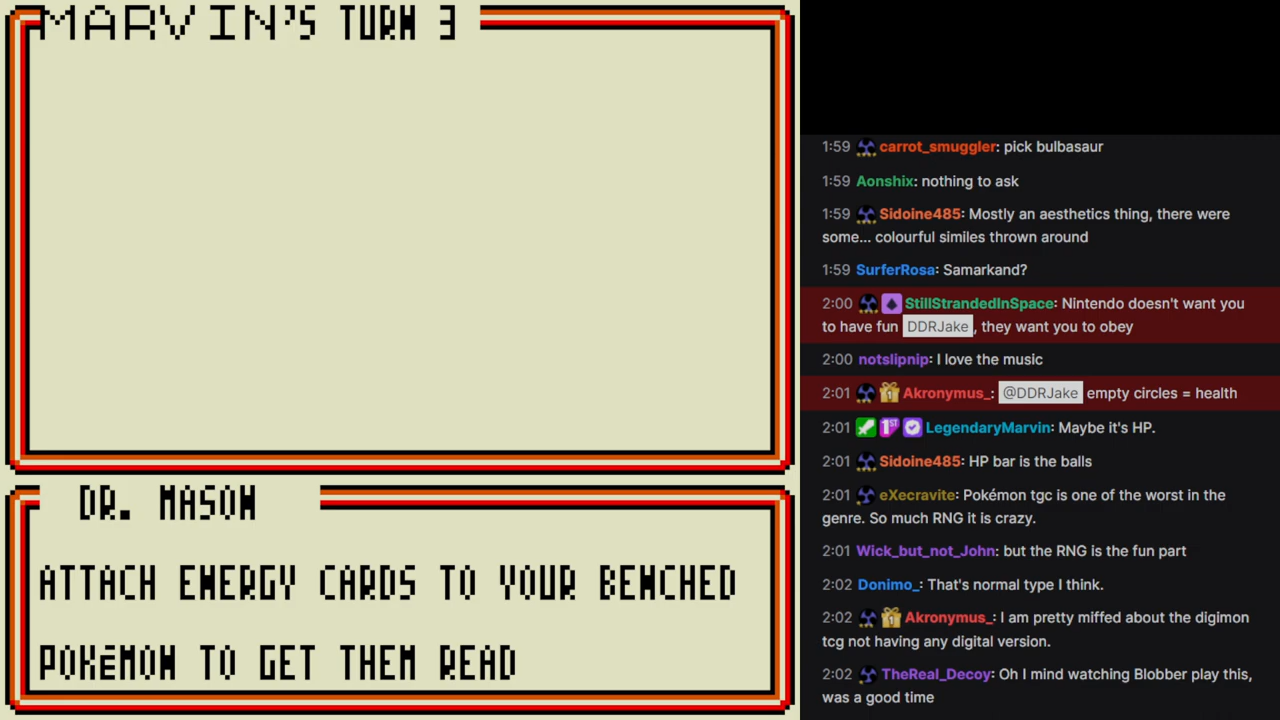 MARVIN'S TURN 3
DR. MASON
ATTACH ENERGY CARDS TO YOUR BENCHED
POKéMON TO GET THEM READ
1:59 carrot_smuggler: pick bulbasaur
1:59 Aonshix: nothing to ask
1:59 Sidoine485: Mostly an aesthetics thing, there were
some... colourful similes thrown around
1:59 SurferRosa: Samarkand?
2:00 StillStrandedInSpace: Nintendo doesn't want you
to have fun DDRJake , they want you to obey
2:00 notslipnip: I love the music
2:01 Akronymus_: @DDRJake empty circles = health
2:01 LegendaryMarvin: Maybe it's HP.
2:01 Sidoine485: HP bar is the balls
2:01 eXecravite: Pokémon tgc is one of the worst in the
genre. So much RNG it is crazy.
2:01 Wick_but_not_John: but the RNG is the fun part
2:02 Donimo_: That's normal type I think.
2:02 Akronymus_: I am pretty miffed about the digimon
tcg not having any digital version.
2:02 TheReal_Decoy: Oh I mind watching Blobber play this,
was a good time